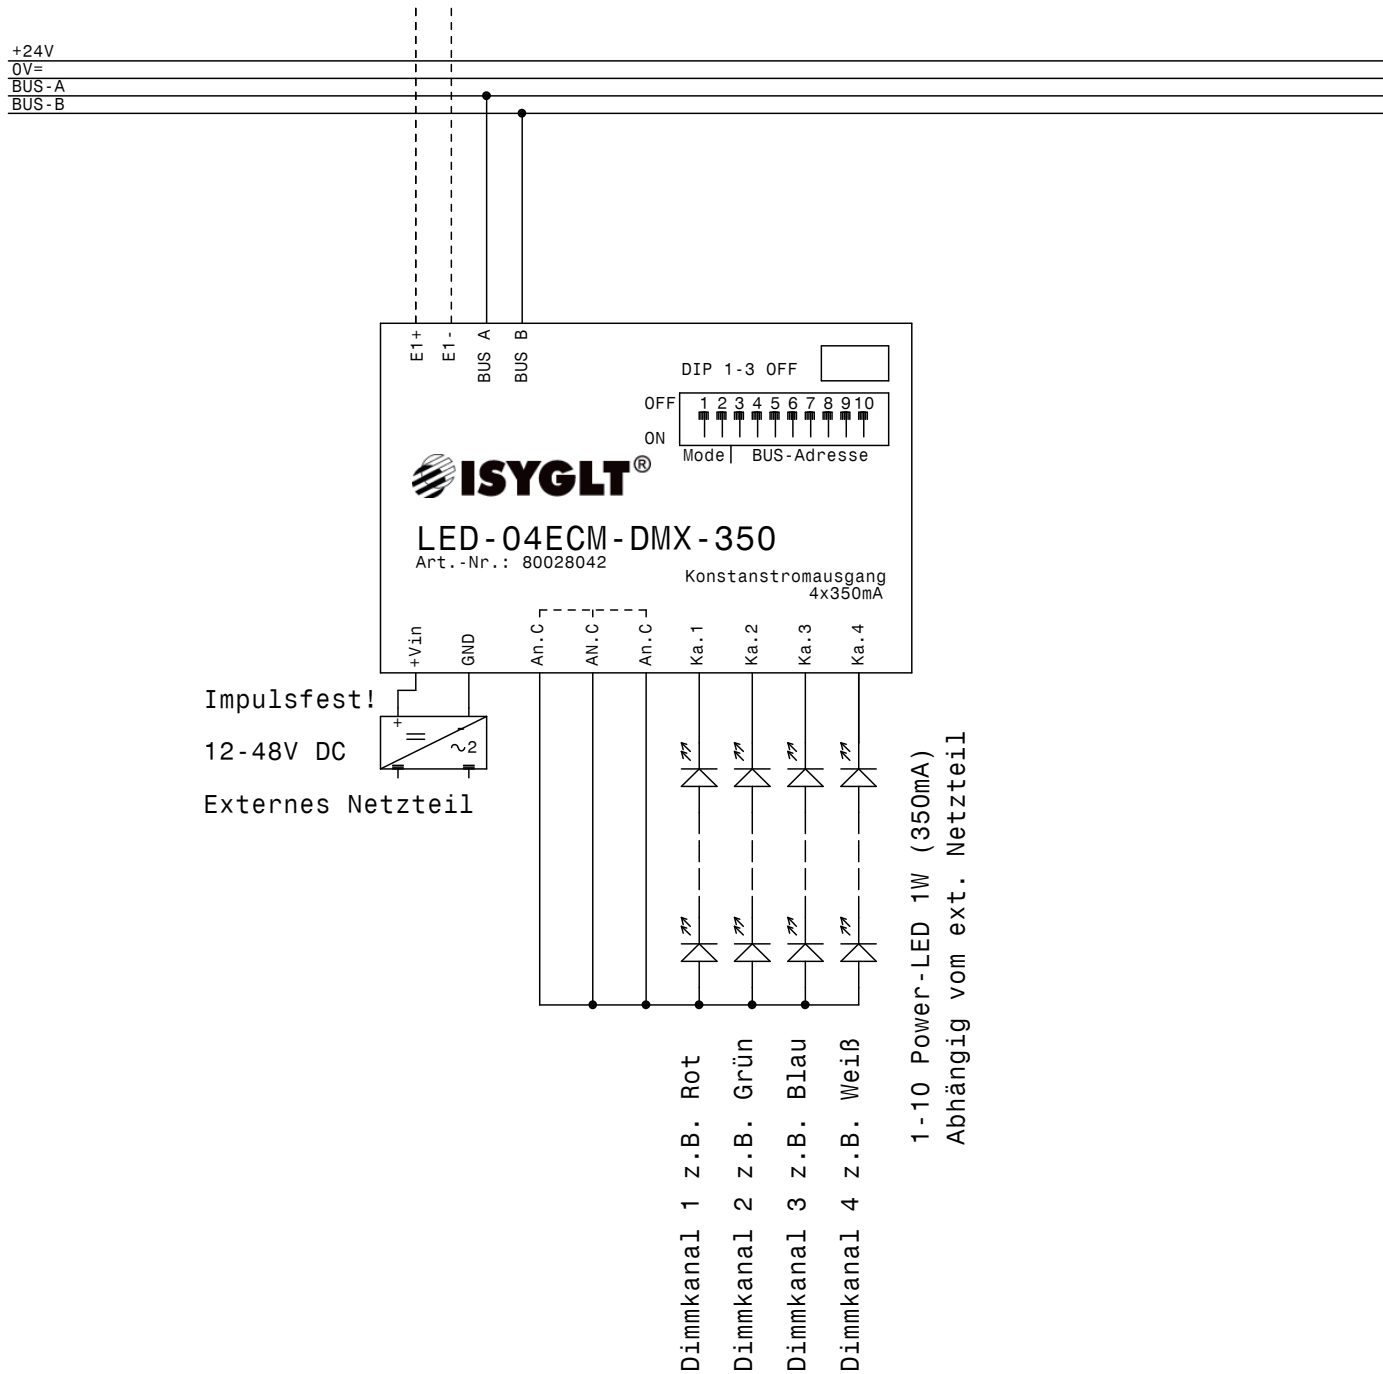 +24V
0V=
BUS-A
BUS-B
E1+
E1-
BUS A
BUS B
DIP 1-3 OFF
OFF
1 2 3 4 5 6 7 8 9 10
ON
Mode| BUS-Adresse
ISYGLT®
LED-04ECM-DMX-350
Art.-Nr.: 80028042
Konstanstromausgang
4x350mA
+Vin
GND
An.C
AN.C
An.C
Ka.1
Ka.2
Ka.3
Ka.4
Impulsfest!
12-48V DC
+
-
=
~2
Externes Netzteil
1-10 Power-LED 1W (350mA)
Abhängig vom ext. Netzteil
Dimmkanal 1 z.B. Rot
Dimmkanal 2 z.B. Grün
Dimmkanal 3 z.B. Blau
Dimmkanal 4 z.B. Weiß